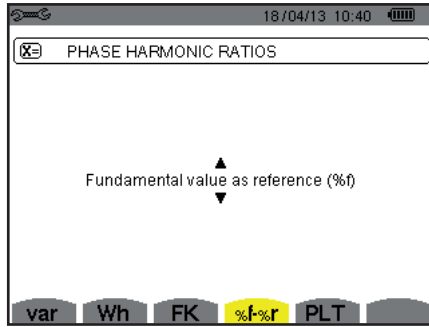 18/04/13 10:40
X= PHASE HARMONIC RATIOS
Fundamental value as reference (%f)
var Wh FK %f-%r PLT